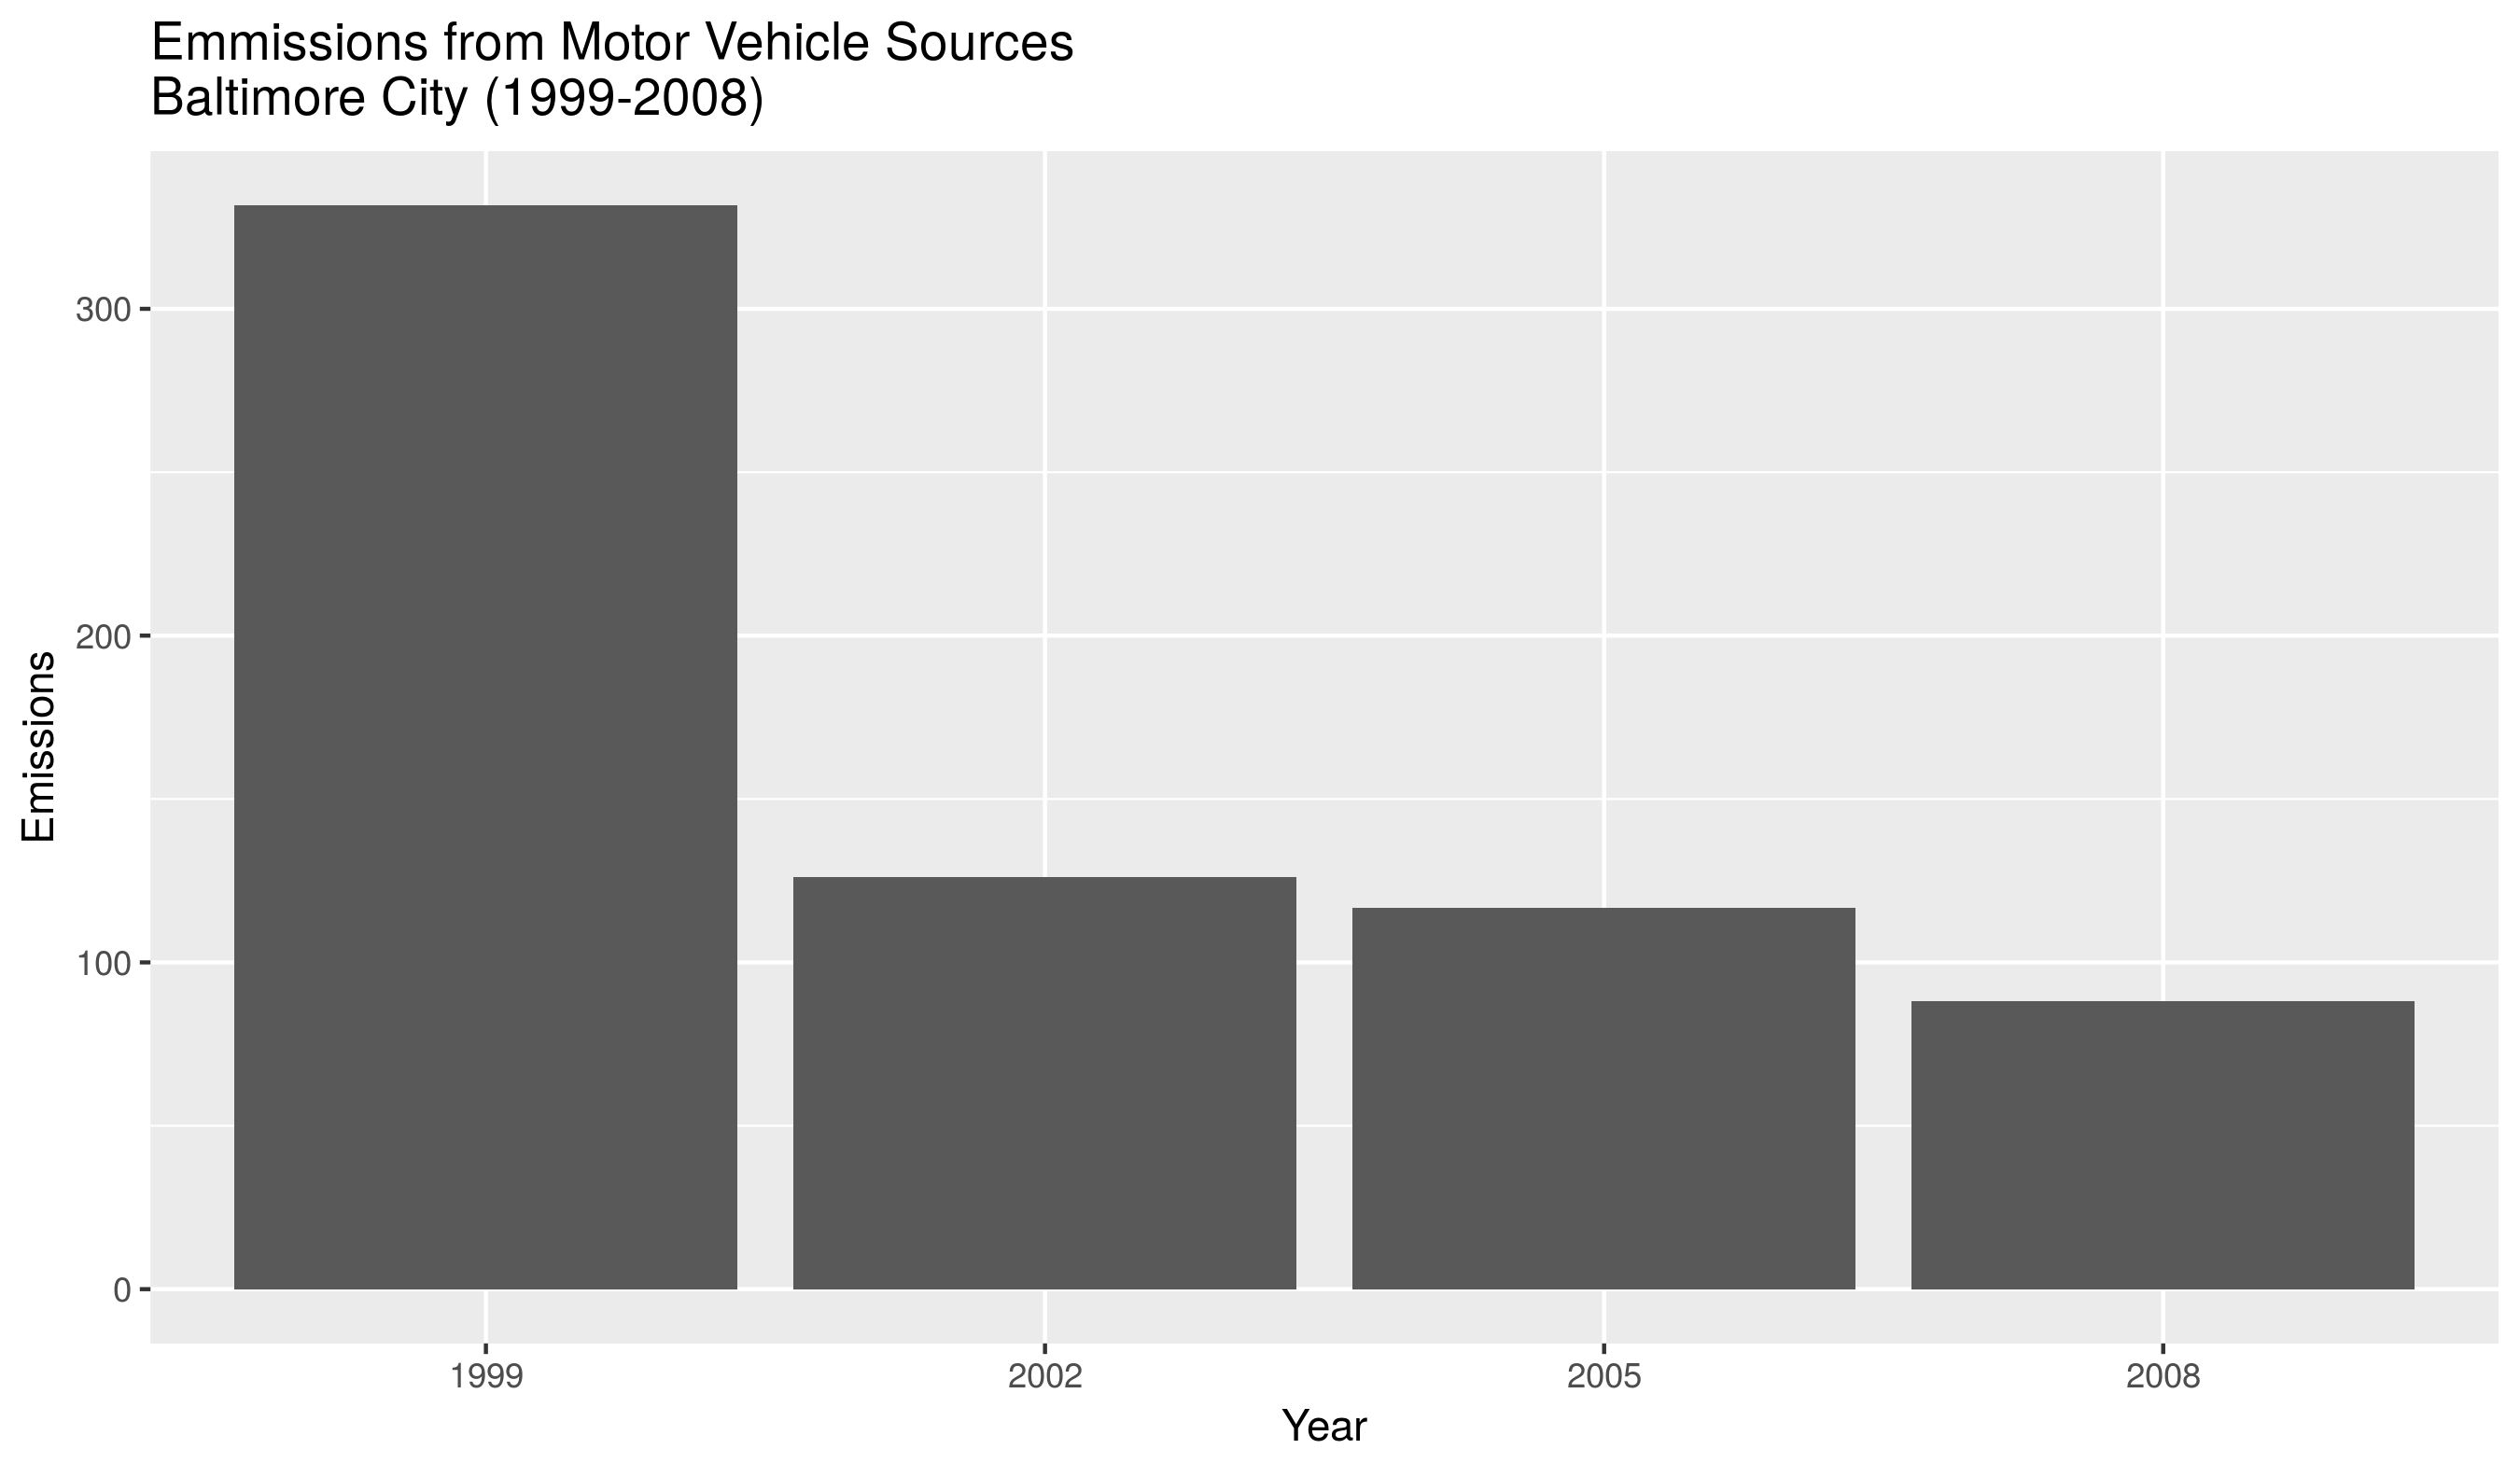 Emmissions from Motor Vehicle Sources
Baltimore City (1999-2008)
Emissions
300
200
100
0
1999
2002
2005
2008
Year